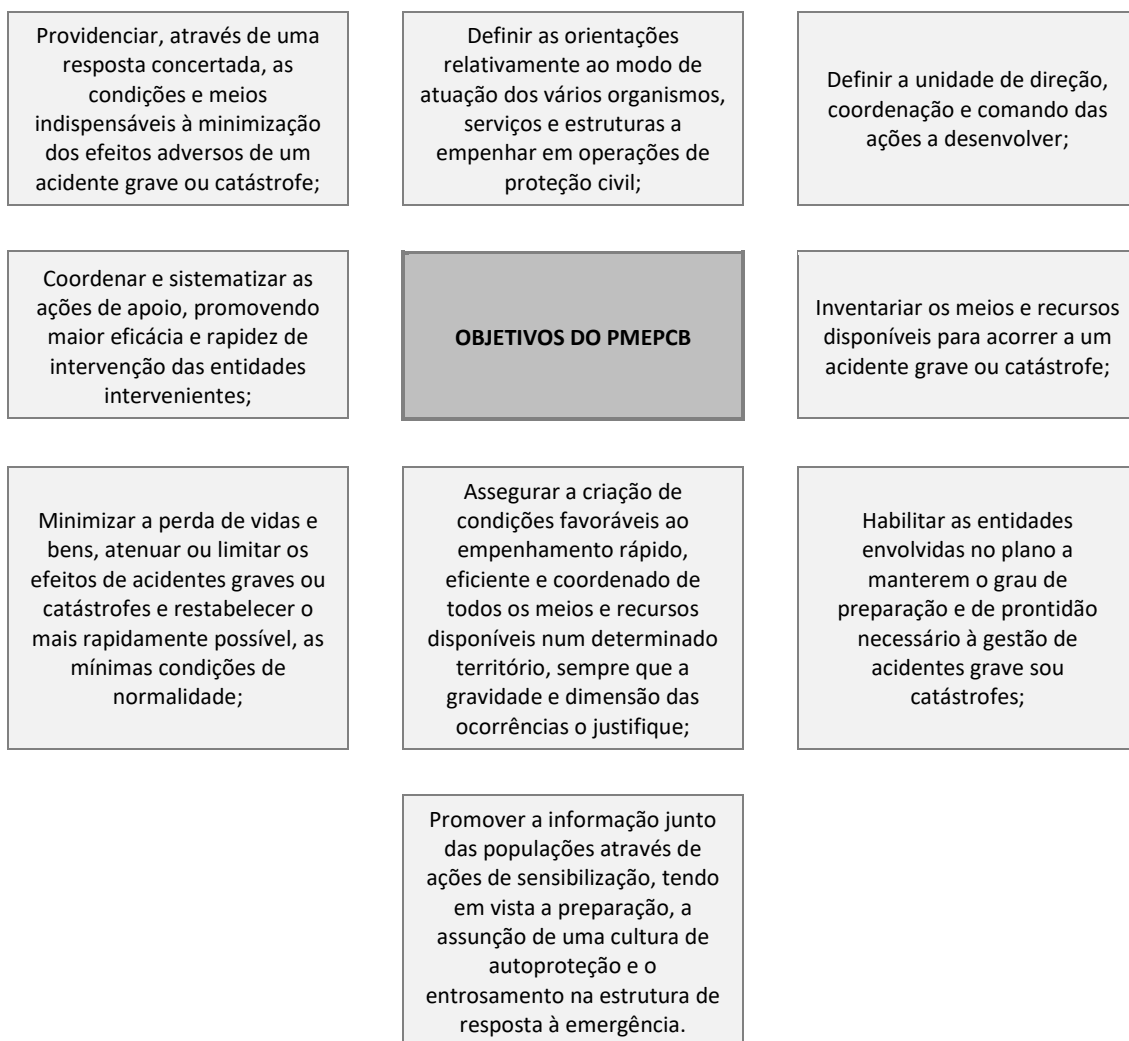 Providenciar, através de uma
resposta concertada, as
condições e meios
indispensáveis à minimização
dos efeitos adversos de um
acidente grave ou catástrofe;
Definir as orientações
relativamente ao modo de
atuação dos vários organismos,
serviços e estruturas a
empenhar em operações de
proteção civil;
Definir a unidade de direção,
coordenação e comando das
ações a desenvolver;
Coordenar e sistematizar as
ações de apoio, promovendo
maior eficácia e rapidez de
intervenção das entidades
intervenientes;
OBJETIVOS DO PMEPCB
Inventariar os meios e recursos
disponíveis para acorrer a um
acidente grave ou catástrofe;
Minimizar a perda de vidas e
bens, atenuar ou limitar os
efeitos de acidentes graves ou
catástrofes e restabelecer o
mais rapidamente possível, as
mínimas condições de
normalidade;
Assegurar a criação de
condições favoráveis ao
empenhamento rápido,
eficiente e coordenado de
todos os meios e recursos
disponíveis num determinado
território, sempre que a
gravidade e dimensão das
ocorrências o justifique;
Habilitar as entidades
envolvidas no plano a
manterem o grau de
preparação e de prontidão
necessário à gestão de
acidentes grave sou
catástrofes;
Promover a informação junto
das populações através de
ações de sensibilização, tendo
em vista a preparação, a
assunção de uma cultura de
autoproteção e o
entrosamento na estrutura de
resposta à emergência.